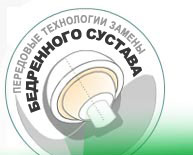 ПЕРЕДОВЫЕ ТЕХНОЛОГИИ ЗАМЕНЫ
БЕДРЕННОГО СУСТАВА